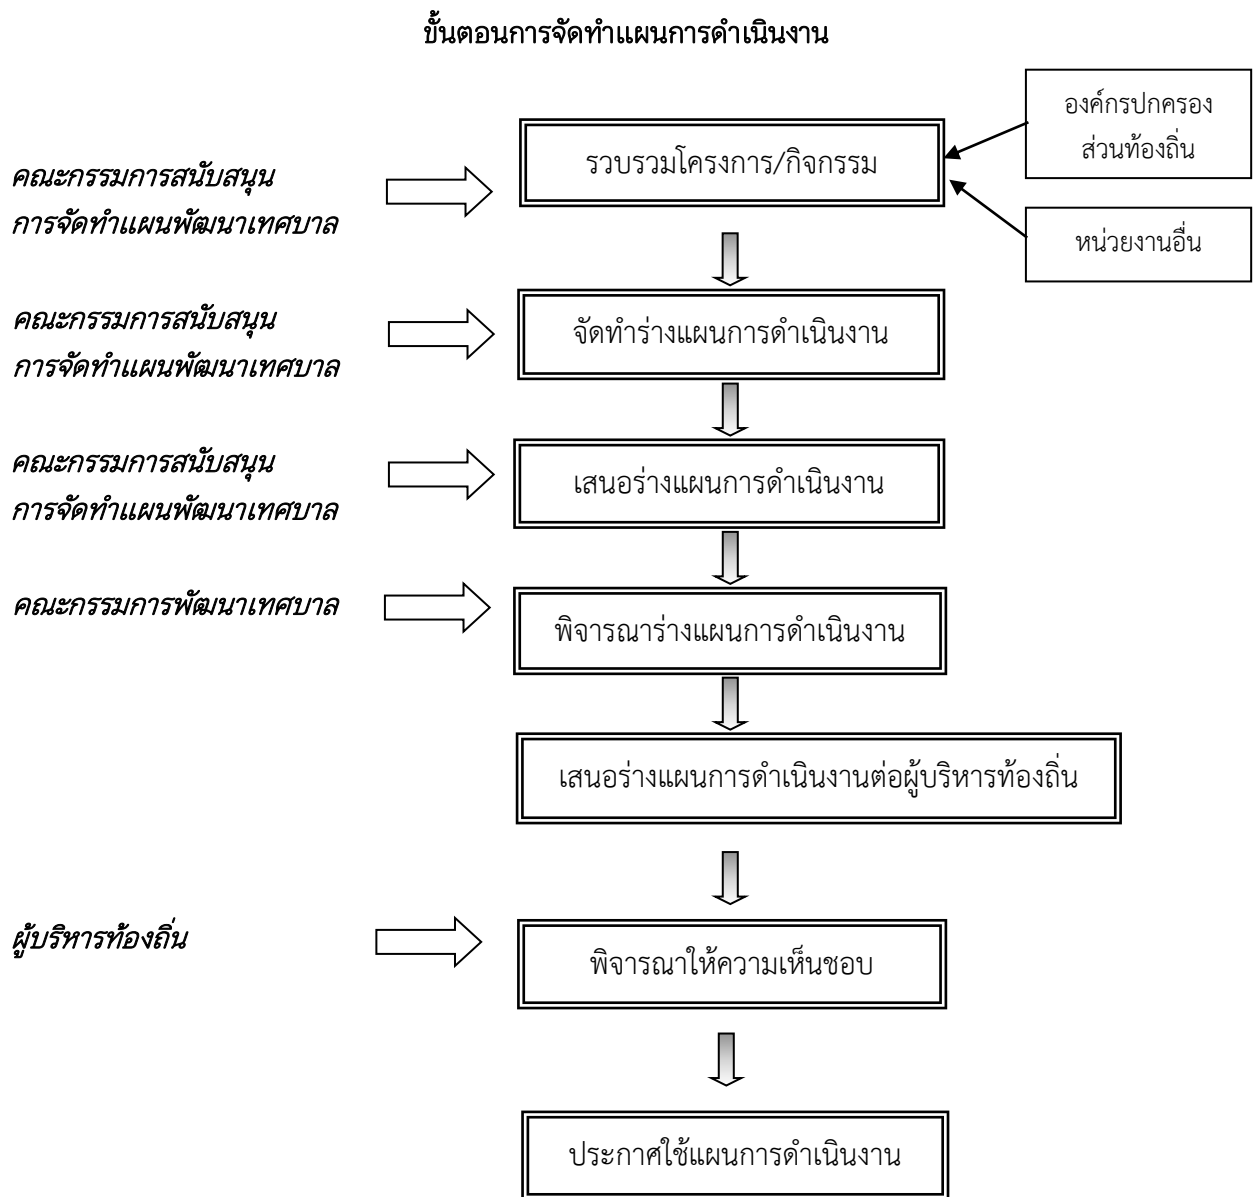 ขั้นตอนการจัดทำแผนการดำเนินงาน
องค์กรปกครอง
ส่วนท้องถิ่น
รวบรวมโครงการ/กิจกรรม
คณะกรรมการสนับสนุน
การจัดทำแผนพัฒนาเทศบาล
หน่วยงานอื่น
คณะกรรมการสนับสนุน
การจัดทำแผนพัฒนาเทศบาล
จัดทำร่างแผนการดำเนินงาน
คณะกรรมการสนับสนุน
การจัดทำแผนพัฒนาเทศบาล
เสนอร่างแผนการดำเนินงาน
คณะกรรมการพัฒนาเทศบาล
พิจารณาร่างแผนการดำเนินงาน
เสนอร่างแผนการดำเนินงานต่อผู้บริหารท้องถิ่น
ผู้บริหารท้องถิ่น
พิจารณาให้ความเห็นชอบ
ประกาศใช้แผนการดำเนินงาน